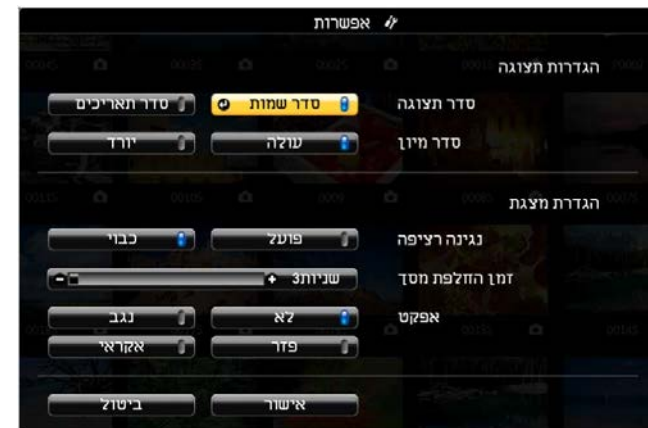 אפשרות
הגדרות תצוגה
סדר תצוגה סדר שמות סדר תאריכים
סדר מיון עולה יורד
הגדרת מצגת
נגינה רציפה פועל כבוי
זמן החלפת מסך שניות3 + -
אפקט לא נגב
פזר אקראי
אישור ביטול